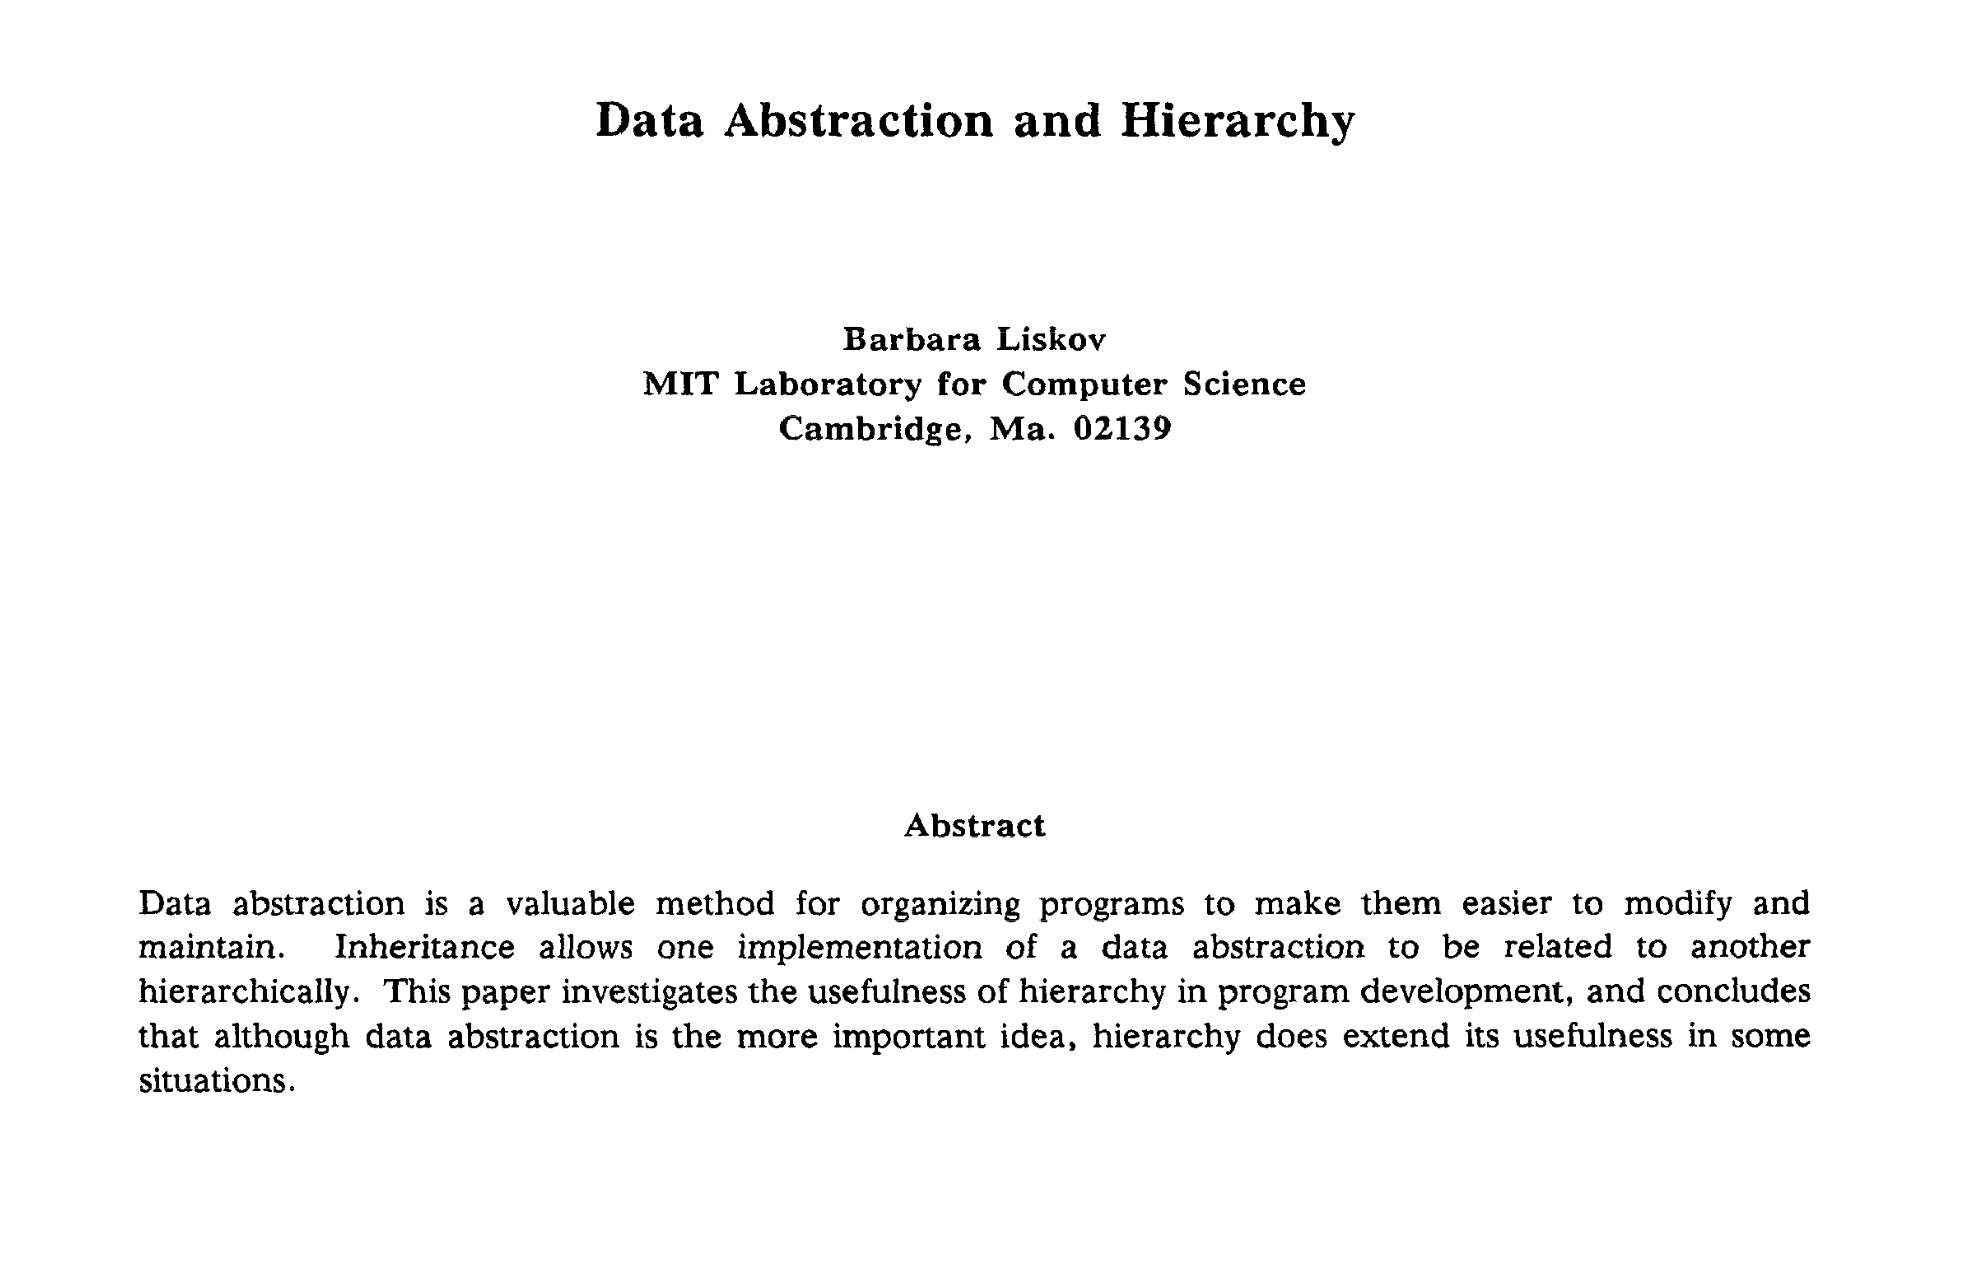 Data Abstraction and Hierarchy
Barbara Liskov
MIT Laboratory for Computer Science
Cambridge, Ma. 02139
Abstract
Data abstraction is a valuable method for organizing programs to make them easier to modify and
maintain. Inheritance allows one implementation of a data abstraction to be related to another
hierarchically. This paper investigates the usefulness of hierarchy in program development, and concludes
that although data abstraction is the more important idea, hierarchy does extend its usefulness in some
situations.